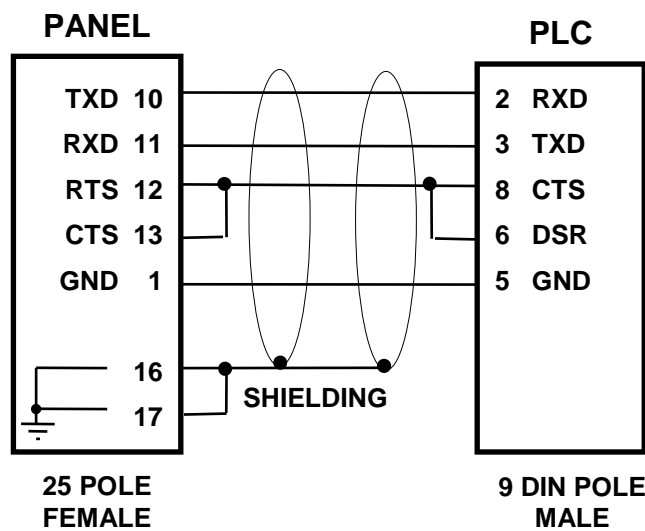 PANEL
PLC
TXD 10
2 RXD
RXD 11
3 TXD
RTS 12
8 CTS
CTS 13
6 DSR
GND 1
5 GND
16
SHIELDING
17
25 POLE
FEMALE
9 DIN POLE
MALE